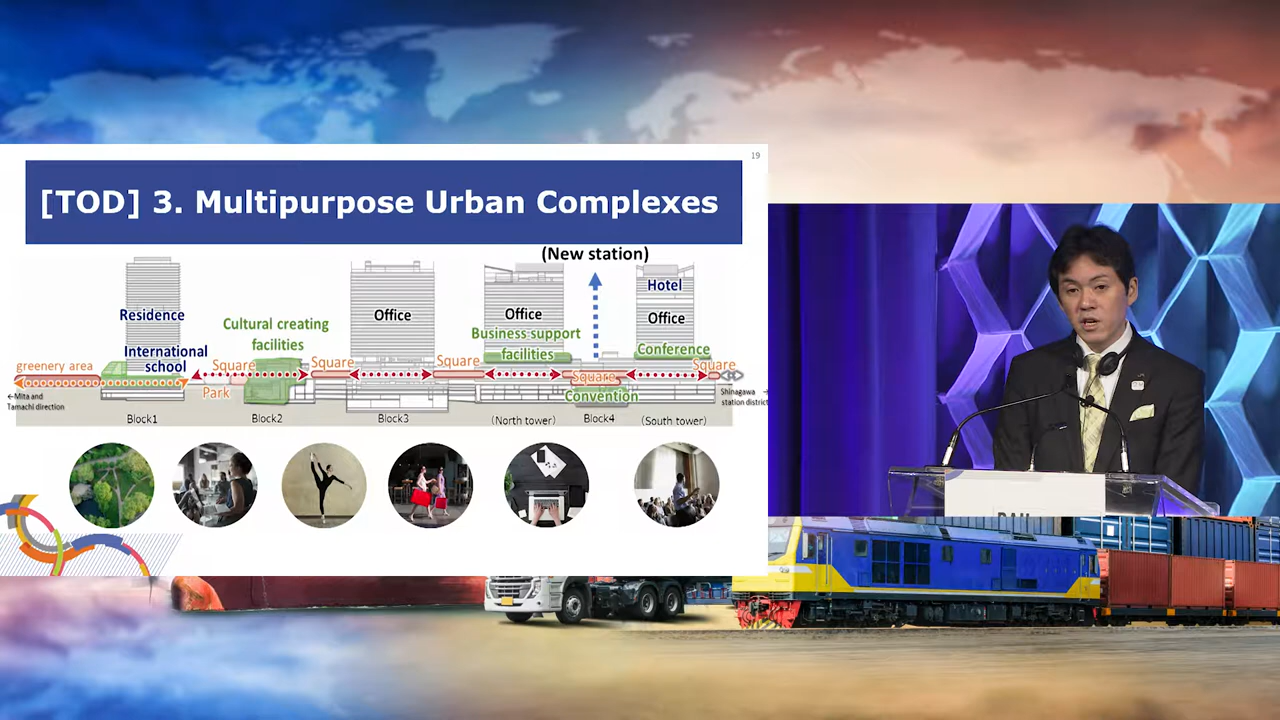 19
[TOD] 3. Multipurpose Urban Complexes
(New station)
Residence
International
school
Cultural creating
facilities
Office
Office
Business support
facilities
Hotel
Office
Conference
greenery area
Square
Park
Square
Square
Square
Square
Convention
←Mita and
Tamachi direction
Shinagawa →
station district
Block1
Block2
Block3
(North tower)
Block4
(South tower)